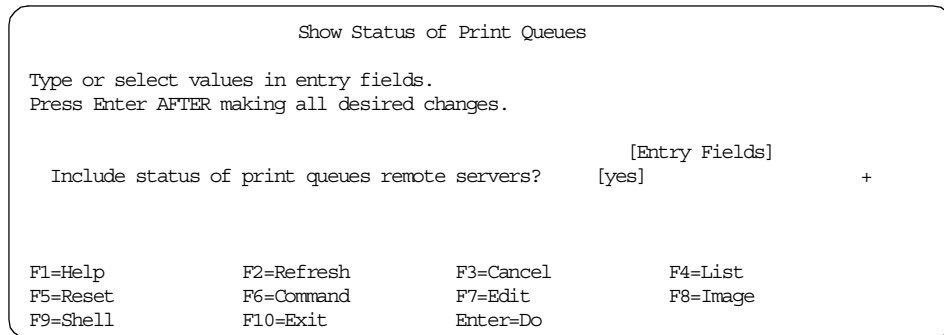 Show Status of Print Queues
Type or select values in entry fields.
Press Enter AFTER making all desired changes.
[Entry Fields]
Include status of print queues remote servers? [yes] +
F1=Help F2=Refresh F3=Cancel F4=List
F5=Reset F6=Command F7=Edit F8=Image
F9=Shell F10=Exit Enter=Do